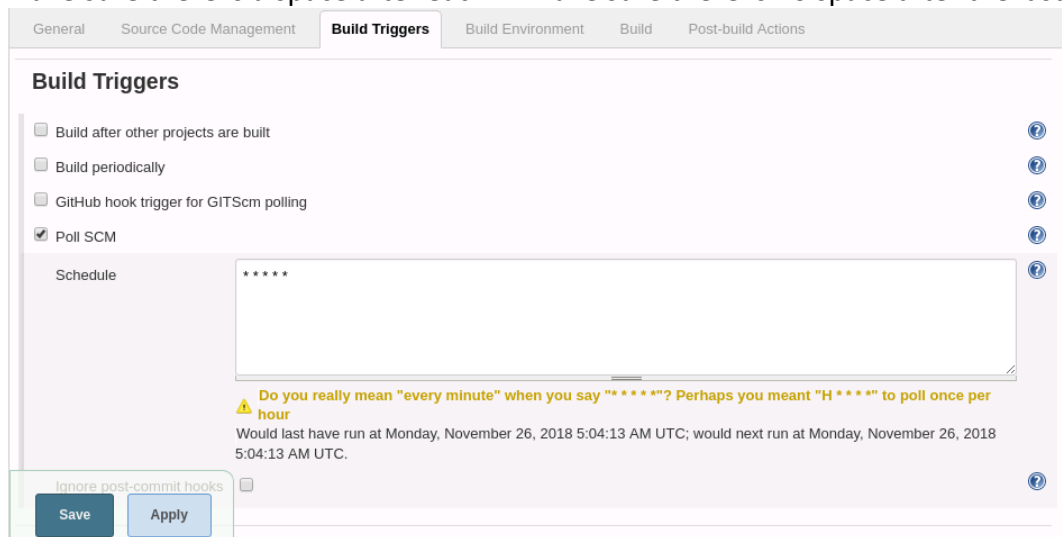 General Source Code Management Build Triggers Build Environment Build Post-build Actions
Build Triggers
Build after other projects are built
Build periodically
GitHub hook trigger for GITScm polling
Poll SCM
Schedule
* * * * *
Do you really mean "every minute" when you say "* * * * *"? Perhaps you meant "H * * * *" to poll once per
hour
Would last have run at Monday, November 26, 2018 5:04:13 AM UTC; would next run at Monday, November 26, 2018
5:04:13 AM UTC.
Ignore post-commit hooks
Save Apply